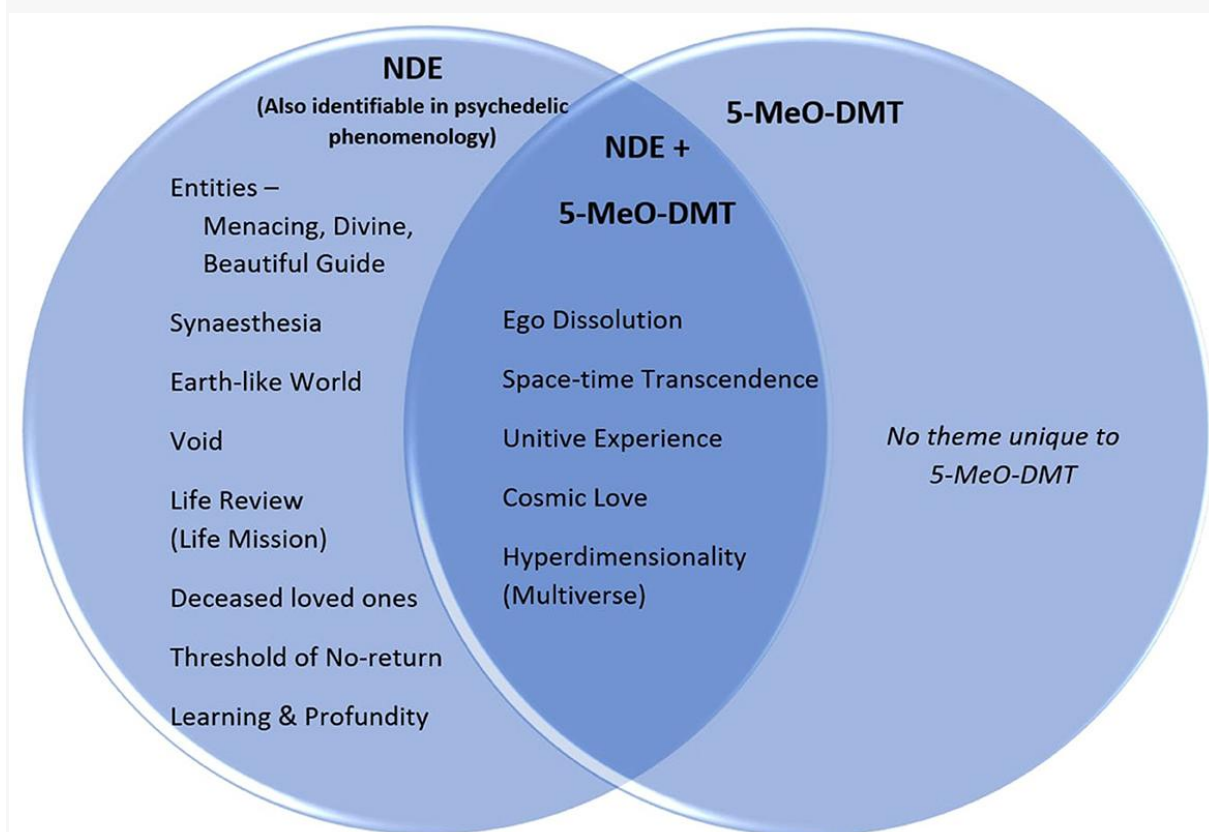 NDE
(Also identifiable in psychedelic
phenomenology)
Entities –
Menacing, Divine,
Beautiful Guide
Synaesthesia
Earth-like World
Void
Life Review
(Life Mission)
Deceased loved ones
Threshold of No-return
Learning & Profundity
NDE +
5-MeO-DMT
Ego Dissolution
Space-time Transcendence
Unitive Experience
Cosmic Love
Hyperdimensionality
(Multiverse)
5-MeO-DMT
No theme unique to
5-MeO-DMT